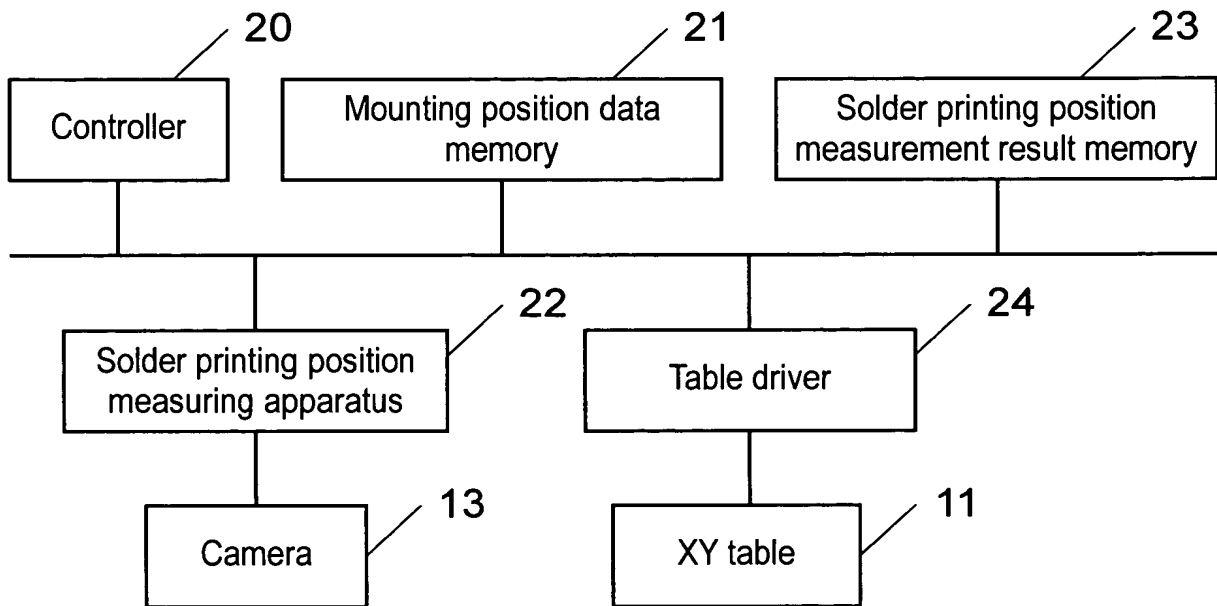 20
21
23
Controller
Mounting position data
memory
Solder printing position
measurement result memory
22
24
Solder printing position
measuring apparatus
Table driver
13
11
Camera
XY table